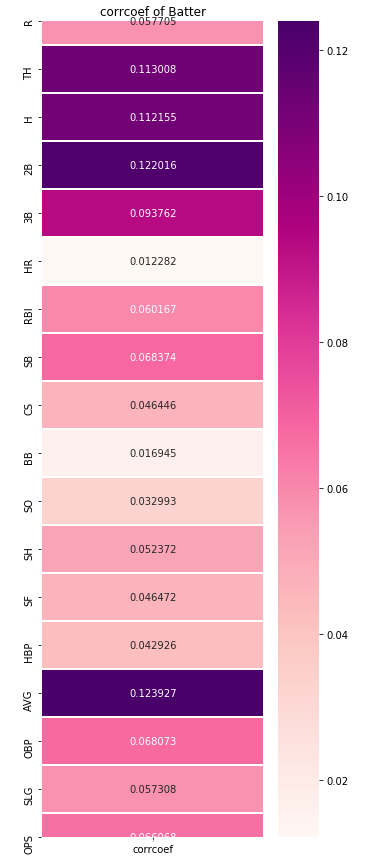 corrcoef of Batter
R 0.057705
TH 0.113008
H 0.112155
2B 0.122016
3B 0.093762
HR 0.012282
RBI 0.060167
SB 0.068374
CS 0.046446
BB 0.016945
SO 0.032993
SH 0.052372
SF 0.046472
HBP 0.042926
AVG 0.123927
OBP 0.068073
SLG 0.057308
OPS
corrcoef
0.12
0.10
0.08
0.06
0.04
0.02